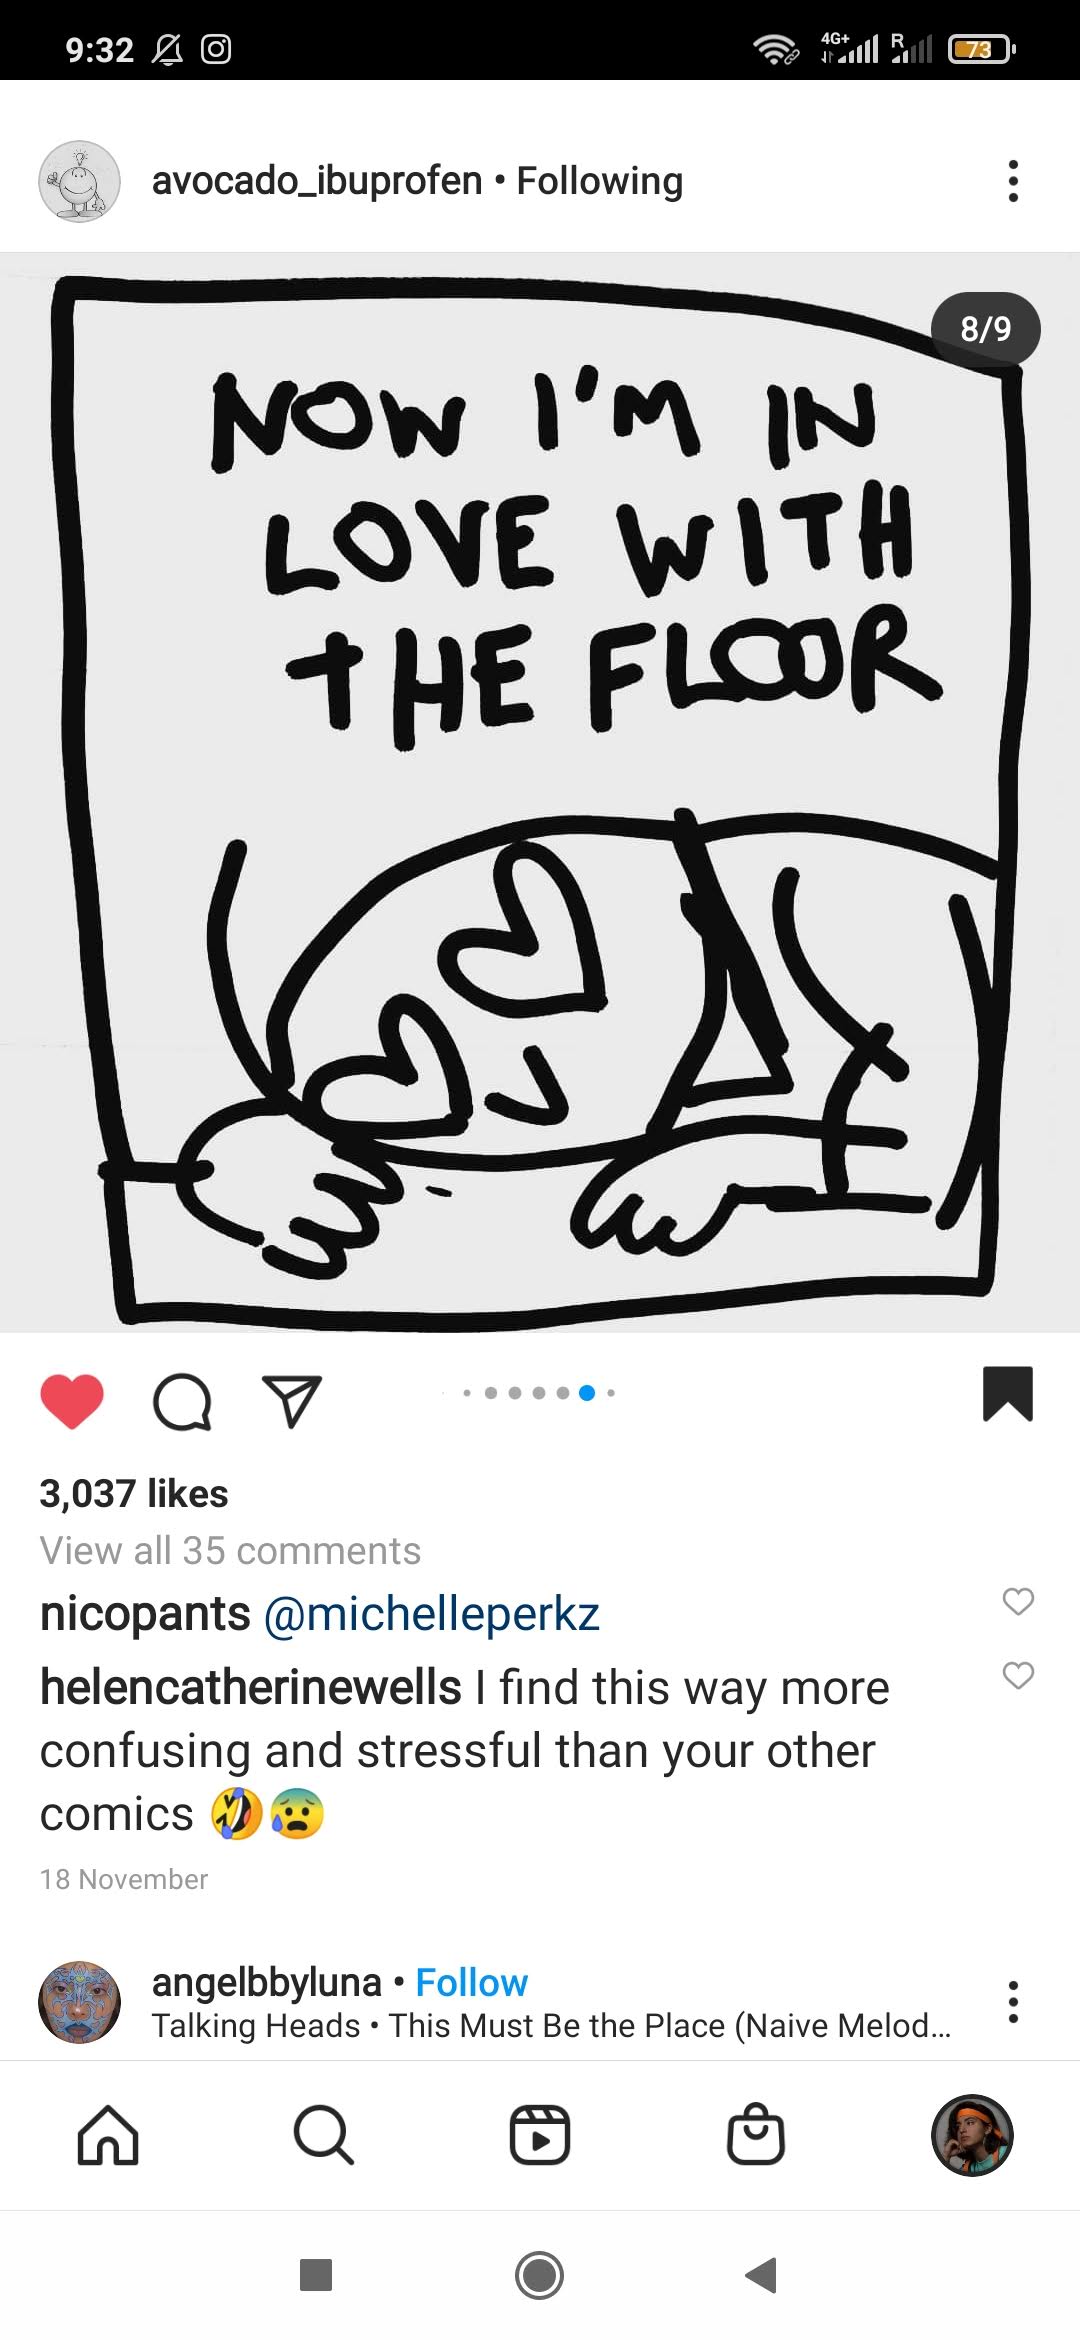 9:32 4G+ R 73
avocado_ibuprofen • Following
8/9
NOW I'M IN
LOVE WITH
THE FLOOR
3,037 likes
View all 35 comments
nicopants @michelleperkz
helencatherinewells I find this way more
confusing and stressful than your other
comics 🤣😰
18 November
angelbbyluna • Follow
Talking Heads • This Must Be the Place (Naive Melod...